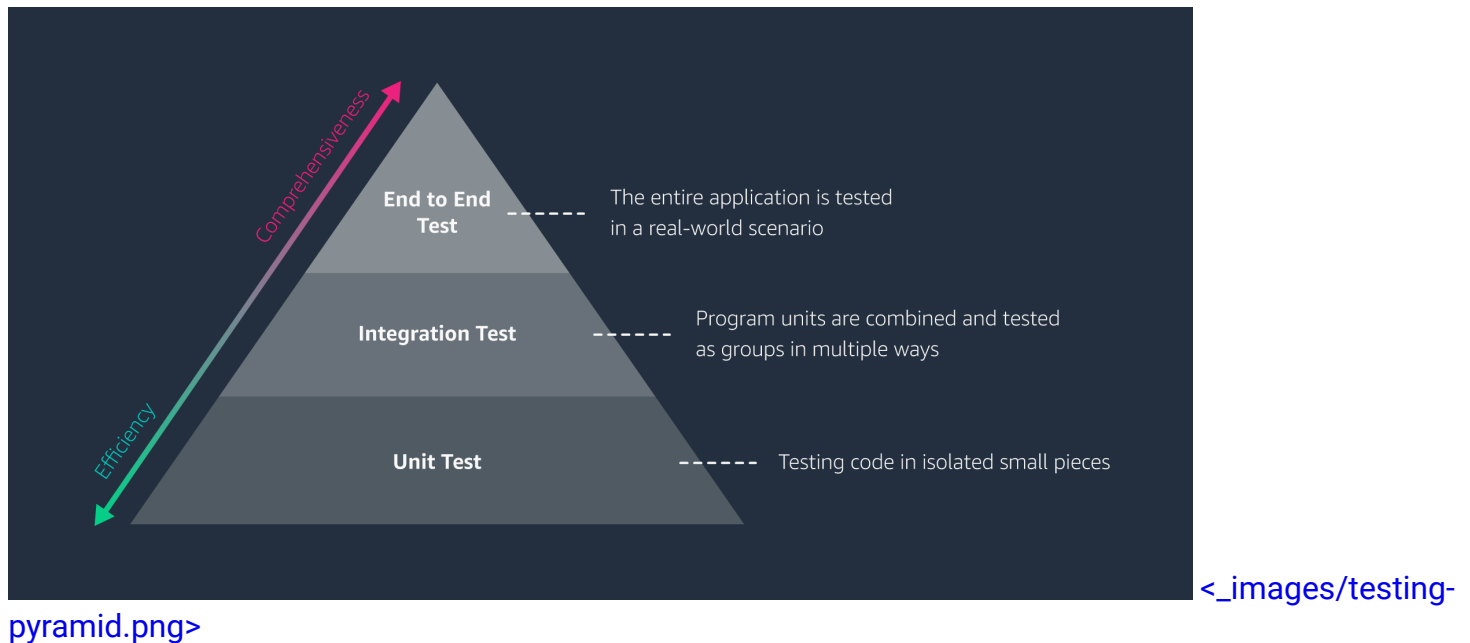 Comprehensiveness
End to End
Test
The entire application is tested
in a real-world scenario
Integration Test
Program units are combined and tested
as groups in multiple ways
Efficiency
Unit Test
Testing code in isolated small pieces
<_images/testing-
pyramid.png>